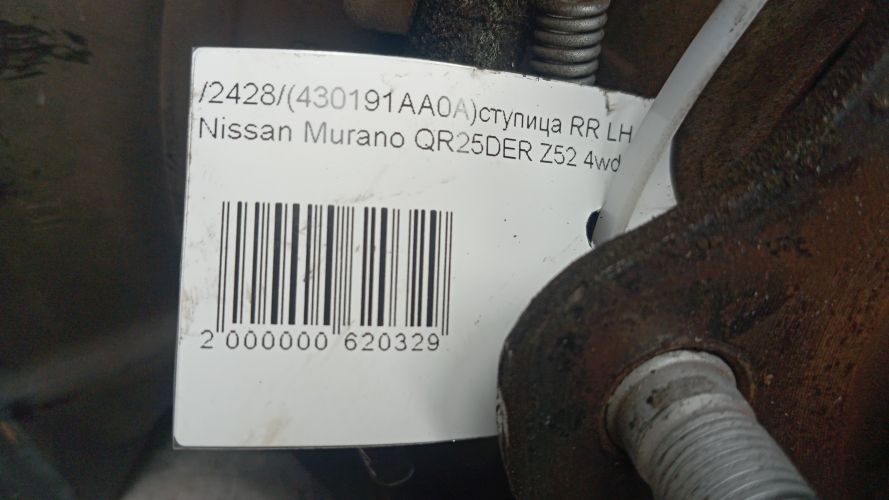 /2428/(430191AA0A)ступица RR LH
Nissan Murano QR25DER Z52 4wd
2 000000 620329